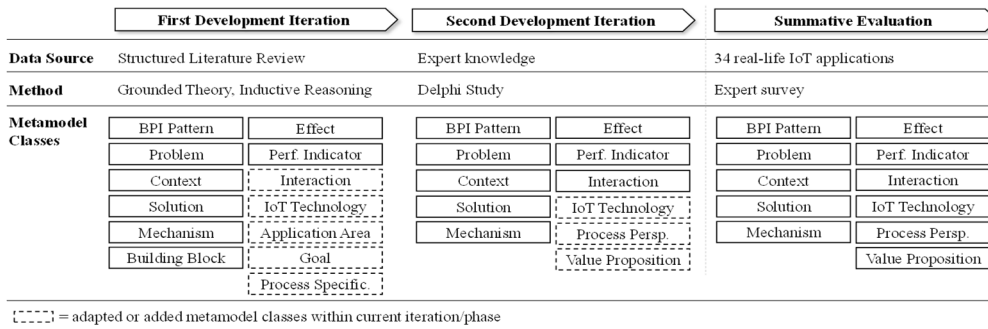 First Development Iteration Second Development Iteration Summative Evaluation
Data Source Structured Literature Review Expert knowledge 34 real-life IoT applications
Method Grounded Theory, Inductive Reasoning Delphi Study Expert survey
Metamodel Classes
BPI Pattern Effect BPI Pattern Effect BPI Pattern Effect
Problem Perf. Indicator Problem Perf. Indicator Problem Perf. Indicator
Context Interaction Context Interaction Context Interaction
Solution IoT Technology Solution IoT Technology Solution IoT Technology
Mechanism Application Area Mechanism Process Persp. Mechanism Process Persp.
Building Block Goal Value Proposition Value Proposition
Process Specific.
= adapted or added metamodel classes within current iteration/phase